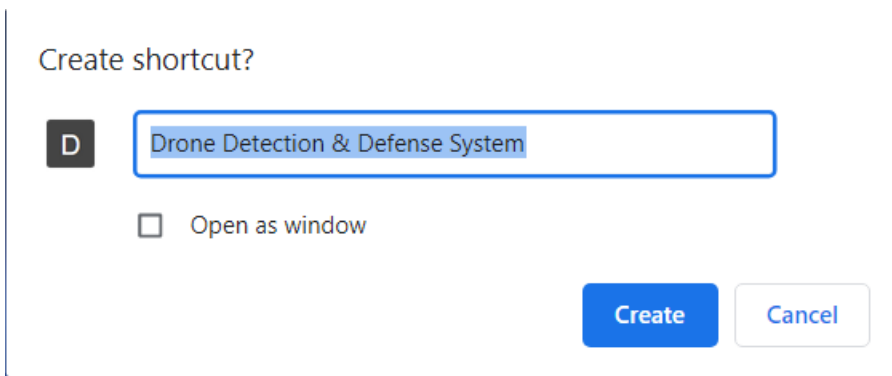 Create shortcut?
D
Drone Detection & Defense System
Open as window
Create
Cancel